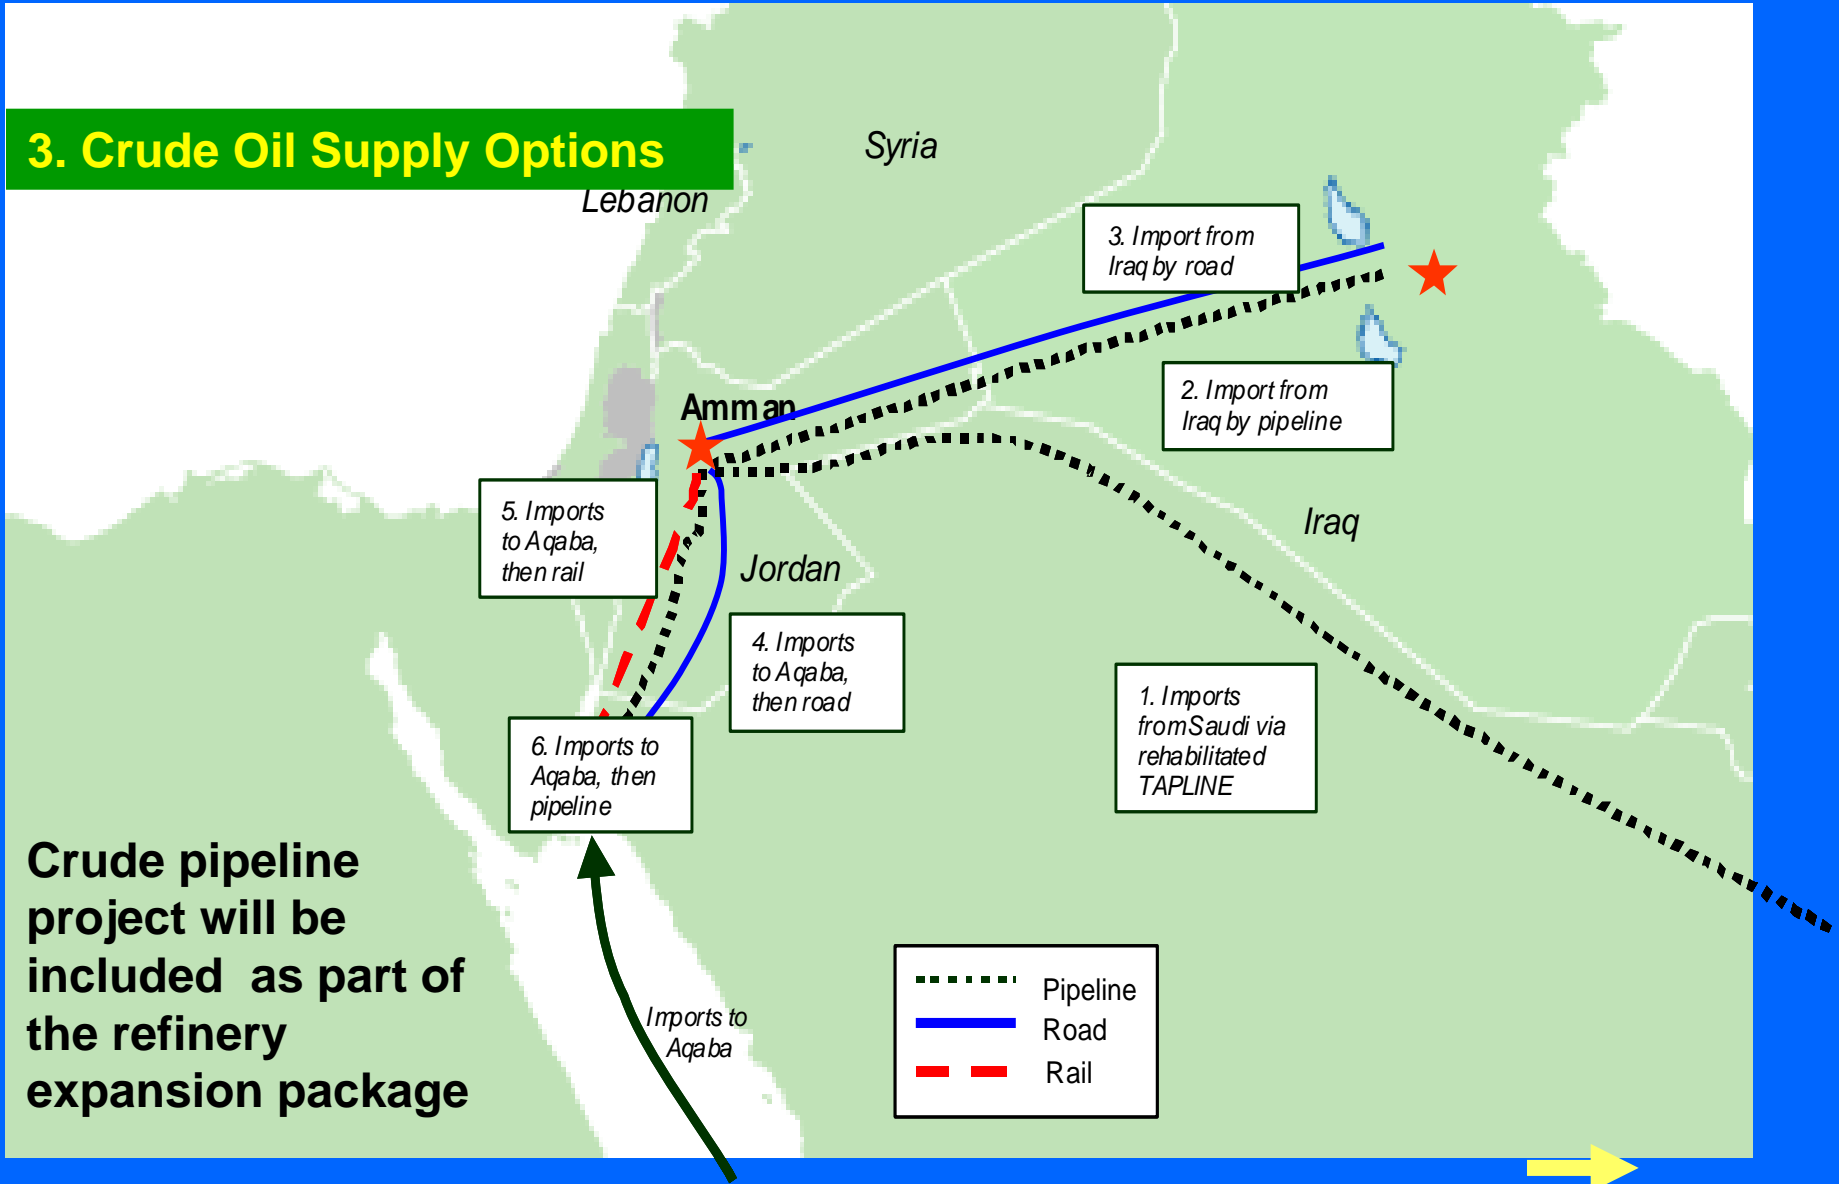 3. Crude Oil Supply Options
Syria
Lebanon
3. Import from
Iraq by road
2. Import from
Iraq by pipeline
Amman
5. Imports
to Aqaba,
then rail
Iraq
Jordan
4. Imports
to Aqaba,
then road
1. Imports
from Saudi via
rehabilitated
TAPLINE
6. Imports to
Aqaba, then
pipeline
Crude pipeline
project will be
included as part of
the refinery
expansion package
Imports to
Aqaba
Pipeline
Road
Rail